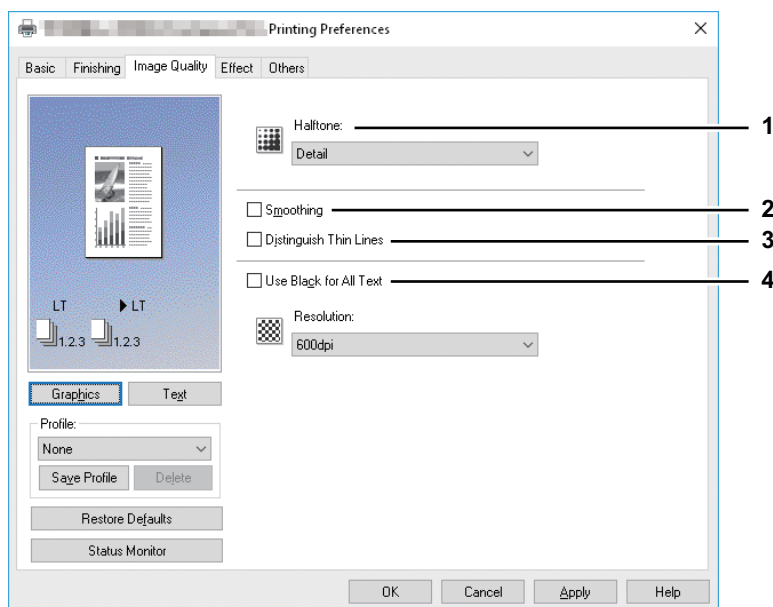 Printing Preferences
Basic Finishing Image Quality Effect Others
Halftone:
1
Detail
Smoothing
2
Distinguish Thin Lines
3
Use Black for All Text
4
LT LT
1.2.3 1.2.3
Resolution:
600dpi
Graphics Text
Profile:
None
Save Profile Delete
Restore Defaults
Status Monitor
OK Cancel Apply Help